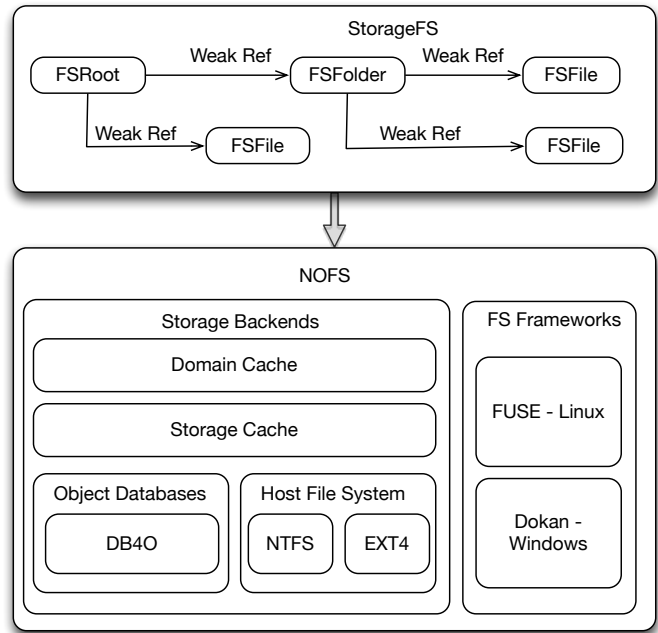 StorageFS
Weak Ref
Weak Ref
FSRoot
FSFolder
FSFile
Weak Ref
Weak Ref
FSFile
FSFile
NOFS
Storage Backends
FS Frameworks
Domain Cache
FUSE - Linux
Storage Cache
Object Databases
Host File System
DB4O
NTFS
EXT4
Dokan -
Windows